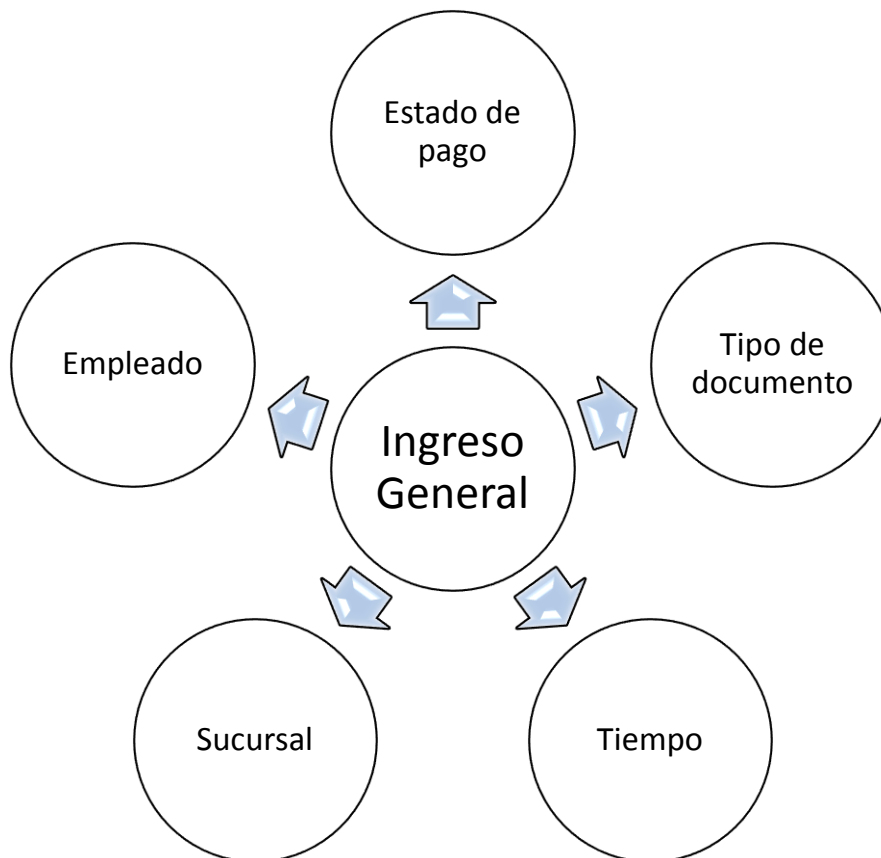 Estado de
pago
Empleado
Tipo de
documento
Ingreso
General
Sucursal
Tiempo